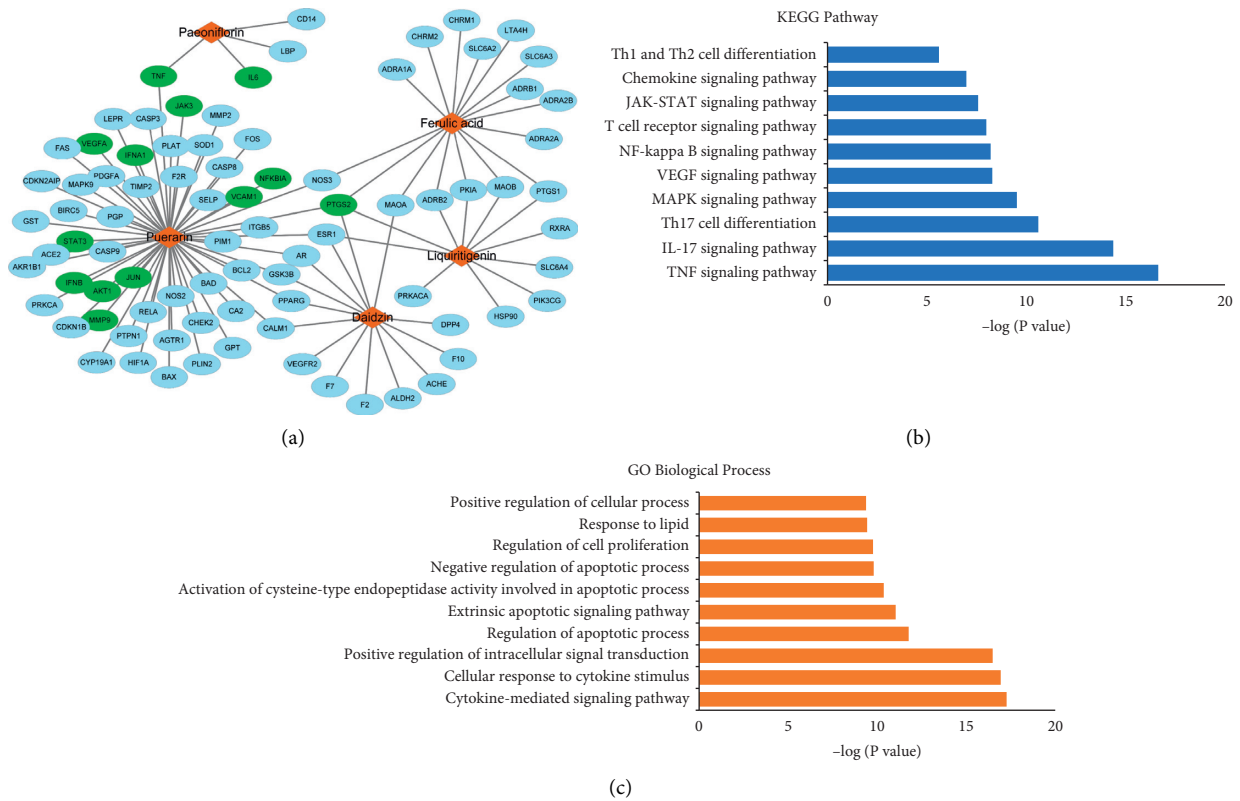 Paeoniflorin
CD14
LBP
TNF
IL6
CHRM1
CHRM2
SLC6A2
LTA4H
SLC6A3
ADRA1A
ADRB1
ADRA2B
Ferulic acid
ADRA2A
JAK3
LEPR
CASP3
MMP2
VEGFA
FOS
FAS
IFNA1
PLAT
SOD1
CASP8
CDKN2AIP
MAPK9
PDGFA
TIMP2
F2R
NFKBIA
NOS3
SELP
VCAM1
PTGS2
MAOA
ADRB2
PKIA
MAOB
PTGS1
GST
BIRC5
PGP
ITGB5
RXRA
STAT3
Puerarin
PIM1
ESR1
ACE2
CASP9
AR
Liquiritigenin
AKR1B1
BCL2
GSK3B
SLC6A4
IFNB
JUN
BAD
AKT1
NOS2
PPARG
PRKACA
PIK3CG
PRKCA
MMP9
RELA
CA2
Daidzin
HSP90
CDKN1B
PTPN1
CHEK2
CALM1
DPP4
AGTR1
GPT
CYP19A1
HIF1A
PLIN2
VEGFR2
F10
BAX
F7
ACHE
F2
ALDH2
(a)
KEGG Pathway
Th1 and Th2 cell differentiation
Chemokine signaling pathway
JAK-STAT signaling pathway
T cell receptor signaling pathway
NF-kappa B signaling pathway
VEGF signaling pathway
MAPK signaling pathway
Th17 cell differentiation
IL-17 signaling pathway
TNF signaling pathway
0 5 10 15 20
–log (P value)
(b)
GO Biological Process
Positive regulation of cellular process
Response to lipid
Regulation of cell proliferation
Negative regulation of apoptotic process
Activation of cysteine-type endopeptidase activity involved in apoptotic process
Extrinsic apoptotic signaling pathway
Regulation of apoptotic process
Positive regulation of intracellular signal transduction
Cellular response to cytokine stimulus
Cytokine-mediated signaling pathway
0 5 10 15 20
–log (P value)
(c)